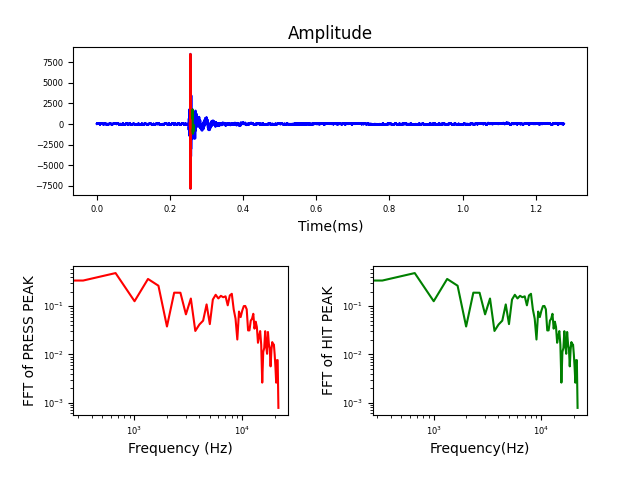 Amplitude
7500
5000
2500
0
−2500
−5000
−7500
0.0 0.2 0.4 0.6 0.8 1.0 1.2
Time(ms)
FFT of PRESS PEAK
10⁻¹
10⁻²
10⁻³
10³ 10⁴
Frequency (Hz)
FFT of HIT PEAK
10⁻¹
10⁻²
10⁻³
10³ 10⁴
Frequency(Hz)